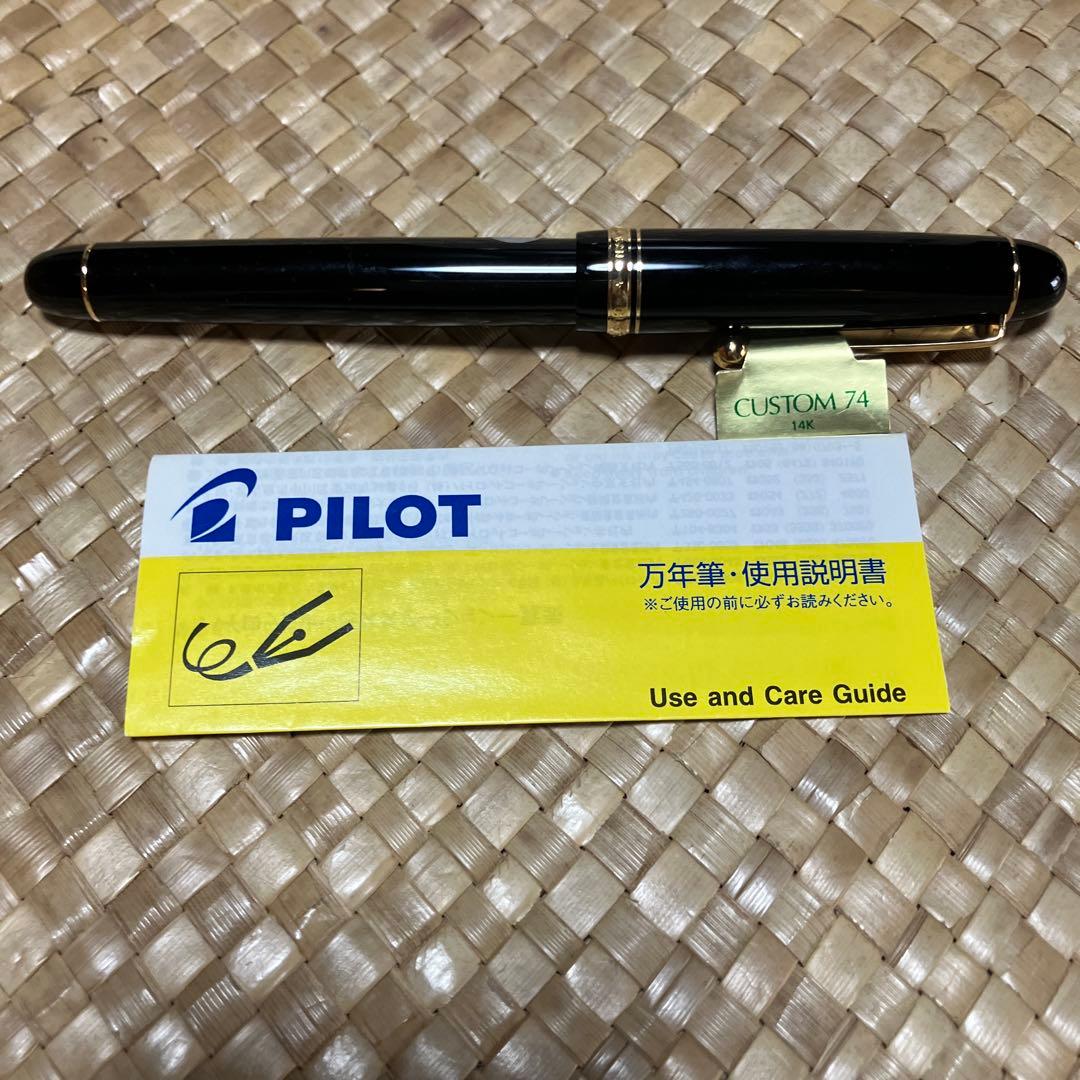 CUSTOM 74
14K
PILOT
万年筆・使用説明書
※ご使用の前に必ずお読みください。
Use and Care Guide